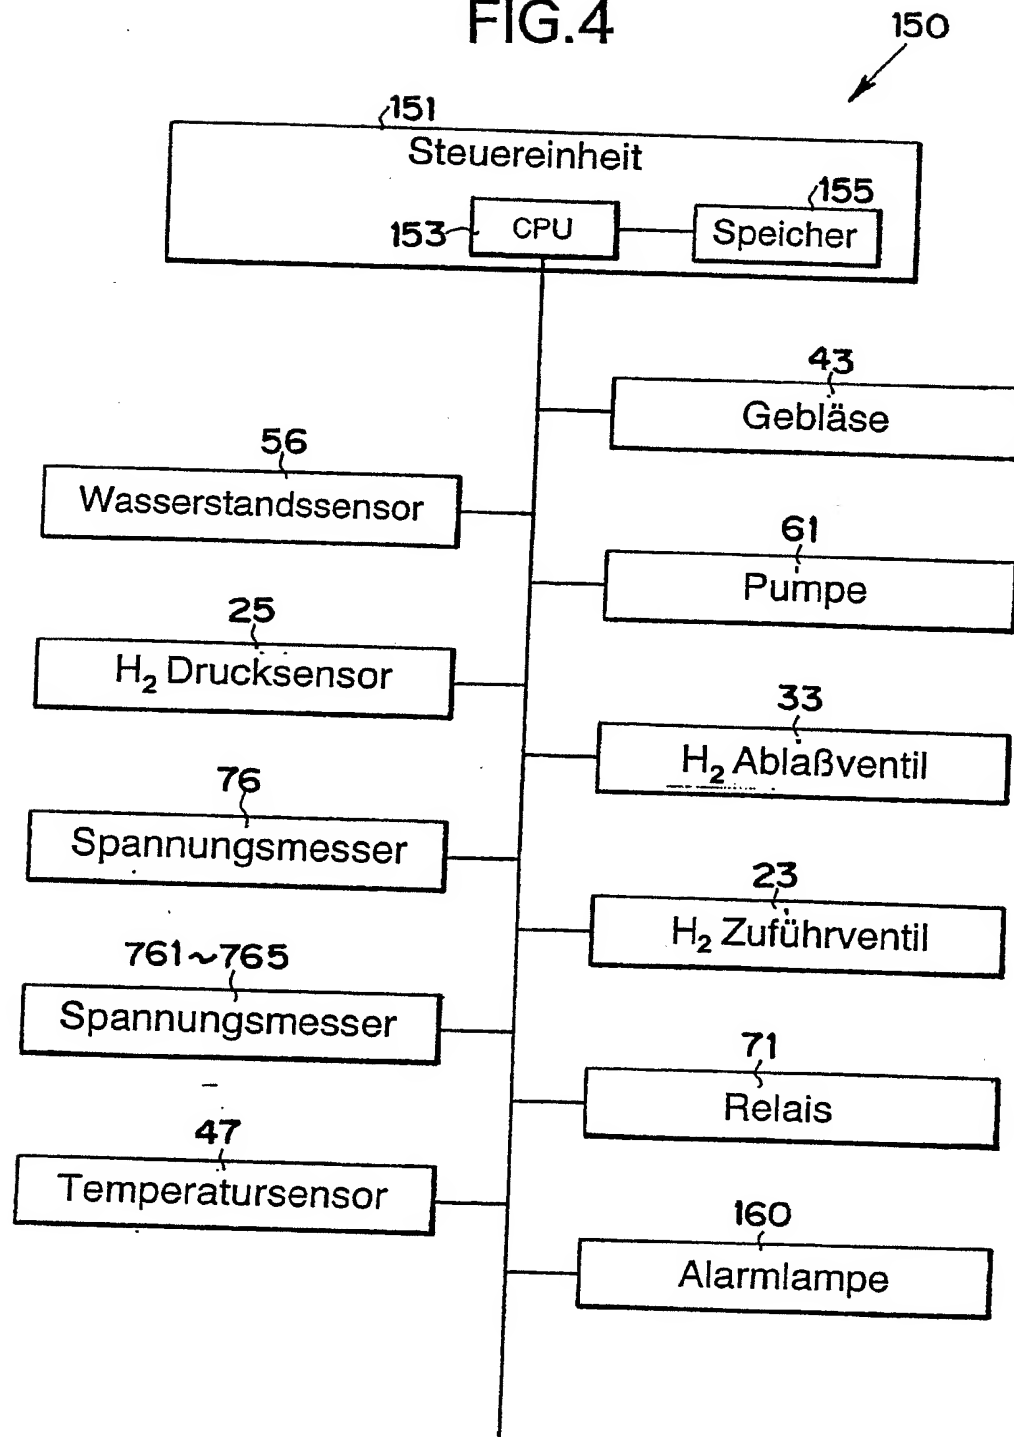 FIG.4
150
151
Steuereinheit
155
153
CPU
Speicher
43
Gebläse
56
Wasserstandssensor
61
Pumpe
25
H₂ Drucksensor
33
H₂ Ablaßventil
76
Spannungsmesser
23
H₂ Zuführventil
761~765
Spannungsmesser
71
Relais
47
Temperatursensor
160
Alarmlampe